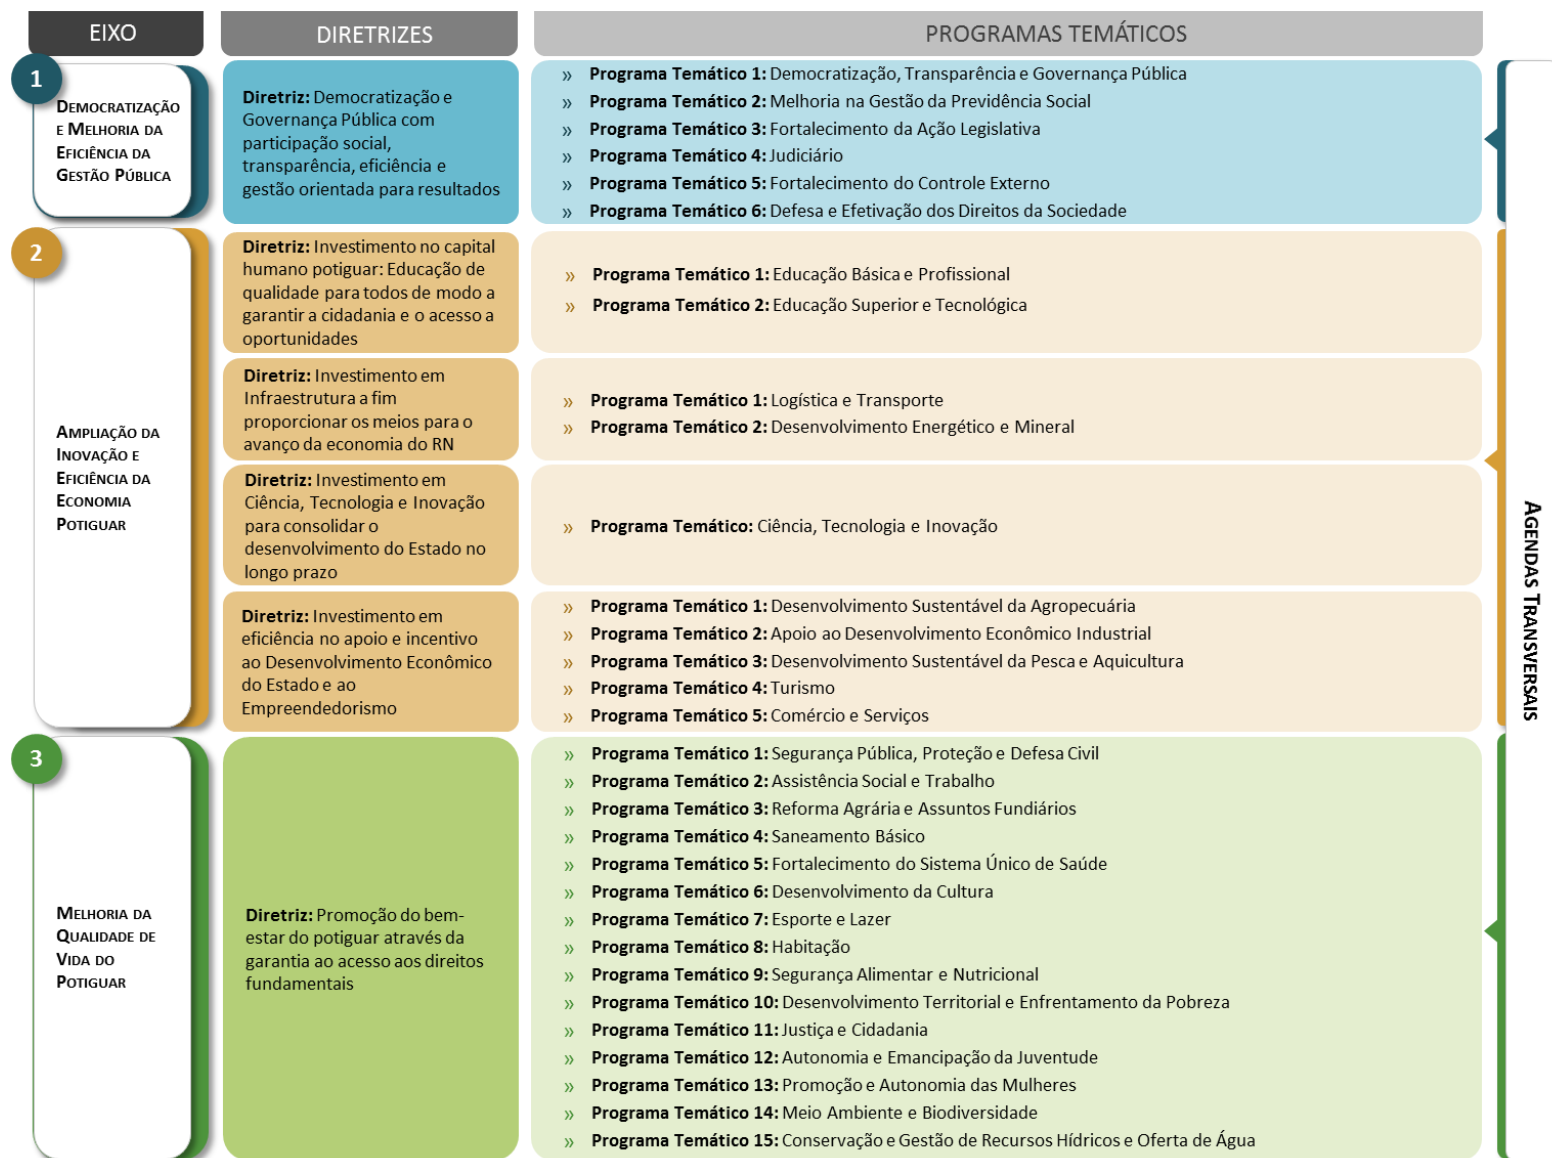 EIXO
DIRETRIZES
PROGRAMAS TEMÁTICOS
1
DEMOCRATIZAÇÃO
E MELHORIA DA
EFICIÊNCIA DA
GESTÃO PÚBLICA
Diretriz: Democratização e
Governança Pública com
participação social,
transparência, eficiência e
gestão orientada para resultados
» Programa Temático 1: Democratização, Transparência e Governança Pública
» Programa Temático 2: Melhoria na Gestão da Previdência Social
» Programa Temático 3: Fortalecimento da Ação Legislativa
» Programa Temático 4: Judiciário
» Programa Temático 5: Fortalecimento do Controle Externo
» Programa Temático 6: Defesa e Efetivação dos Direitos da Sociedade
2
AMPLIAÇÃO DA
INOVAÇÃO E
EFICIÊNCIA DA
ECONOMIA
POTIGUAR
Diretriz: Investimento no capital
humano potiguar: Educação de
qualidade para todos de modo a
garantir a cidadania e o acesso a
oportunidades
» Programa Temático 1: Educação Básica e Profissional
» Programa Temático 2: Educação Superior e Tecnológica
Diretriz: Investimento em
Infraestrutura a fim
proporcionar os meios para o
avanço da economia do RN
» Programa Temático 1: Logística e Transporte
» Programa Temático 2: Desenvolvimento Energético e Mineral
Diretriz: Investimento em
Ciência, Tecnologia e Inovação
para consolidar o
desenvolvimento do Estado no
longo prazo
» Programa Temático: Ciência, Tecnologia e Inovação
Diretriz: Investimento em
eficiência no apoio e incentivo
ao Desenvolvimento Econômico
do Estado e ao
Empreendedorismo
» Programa Temático 1: Desenvolvimento Sustentável da Agropecuária
» Programa Temático 2: Apoio ao Desenvolvimento Econômico Industrial
» Programa Temático 3: Desenvolvimento Sustentável da Pesca e Aquicultura
» Programa Temático 4: Turismo
» Programa Temático 5: Comércio e Serviços
3
MELHORIA DA
QUALIDADE DE
VIDA DO
POTIGUAR
Diretriz: Promoção do bem-
estar do potiguar através da
garantia ao acesso aos direitos
fundamentais
» Programa Temático 1: Segurança Pública, Proteção e Defesa Civil
» Programa Temático 2: Assistência Social e Trabalho
» Programa Temático 3: Reforma Agrária e Assuntos Fundiários
» Programa Temático 4: Saneamento Básico
» Programa Temático 5: Fortalecimento do Sistema Único de Saúde
» Programa Temático 6: Desenvolvimento da Cultura
» Programa Temático 7: Esporte e Lazer
» Programa Temático 8: Habitação
» Programa Temático 9: Segurança Alimentar e Nutricional
» Programa Temático 10: Desenvolvimento Territorial e Enfrentamento da Pobreza
» Programa Temático 11: Justiça e Cidadania
» Programa Temático 12: Autonomia e Emancipação da Juventude
» Programa Temático 13: Promoção e Autonomia das Mulheres
» Programa Temático 14: Meio Ambiente e Biodiversidade
» Programa Temático 15: Conservação e Gestão de Recursos Hídricos e Oferta de Água
AGENDAS TRANSVERSAIS